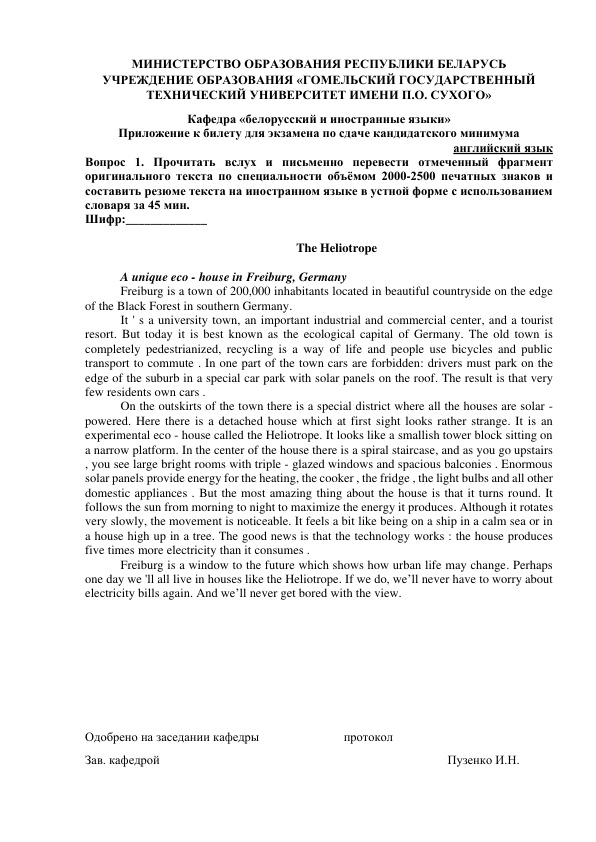 МИНИСТЕРСТВО ОБРАЗОВАНИЯ РЕСПУБЛИКИ БЕЛАРУСЬ
УЧРЕЖДЕНИЕ ОБРАЗОВАНИЯ «ГОМЕЛЬСКИЙ ГОСУДАРСТВЕННЫЙ
ТЕХНИЧЕСКИЙ УНИВЕРСИТЕТ ИМЕНИ П.О. СУХОГО»
Кафедра «белорусский и иностранные языки»
Приложение к билету для экзамена по сдаче кандидатского минимума
английский язык
Вопрос 1. Прочитать вслух и письменно перевести отмеченный фрагмент
оригинального текста по специальности объёмом 2000-2500 печатных знаков и
составить резюме текста на иностранном языке в устной форме с использованием
словаря за 45 мин.
Шифр:_____________
The Heliotrope
A unique eco - house in Freiburg, Germany
Freiburg is a town of 200,000 inhabitants located in beautiful countryside on the edge
of the Black Forest in southern Germany.
It ' s a university town, an important industrial and commercial center, and a tourist
resort. But today it is best known as the ecological capital of Germany. The old town is
completely pedestrianized, recycling is a way of life and people use bicycles and public
transport to commute . In one part of the town cars are forbidden: drivers must park on the
edge of the suburb in a special car park with solar panels on the roof. The result is that very
few residents own cars .
On the outskirts of the town there is a special district where all the houses are solar -
powered. Here there is a detached house which at first sight looks rather strange. It is an
experimental eco - house called the Heliotrope. It looks like a smallish tower block sitting on
a narrow platform. In the center of the house there is a spiral staircase, and as you go upstairs
, you see large bright rooms with triple - glazed windows and spacious balconies . Enormous
solar panels provide energy for the heating, the cooker , the fridge , the light bulbs and all other
domestic appliances . But the most amazing thing about the house is that it turns round. It
follows the sun from morning to night to maximize the energy it produces. Although it rotates
very slowly, the movement is noticeable. It feels a bit like being on a ship in a calm sea or in
a house high up in a tree. The good news is that the technology works : the house produces
five times more electricity than it consumes .
Freiburg is a window to the future which shows how urban life may change. Perhaps
one day we 'll all live in houses like the Heliotrope. If we do, we’ll never have to worry about
electricity bills again. And we’ll never get bored with the view.
Одобрено на заседании кафедры протокол
Зав. кафедрой Пузенко И.Н.